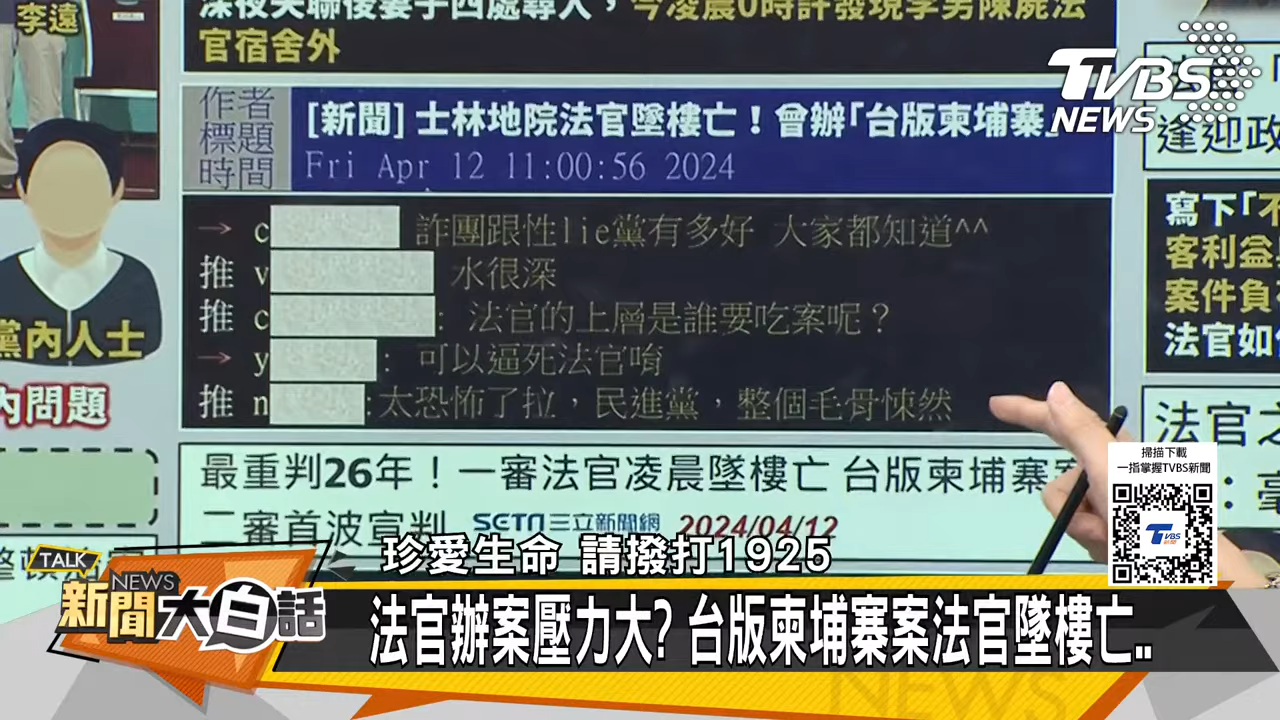 李遠
深夜失聯後妻子四處尋人，今凌晨0時許發現李男陳屍法
官宿舍外
TVBS
NEWS
作者
標題
時間
[新聞] 士林地院法官墜樓亡！曾辦「台版柬埔寨」
Fri Apr 12 11:00:56 2024
→ c 詐團跟性lie黨有多好 大家都知道^^
推 v 水很深
推 c : 法官的上層是誰要吃案呢？
→ y : 可以逼死法官唷
推 n :太恐怖了拉，民進黨，整個毛骨悚然
黨內人士
內問題
逢迎政
寫下「不
客利益
案件負
法官如
法官之
最重判26年！一審法官凌晨墜樓亡 台版柬埔寨案
二審首波宣判 SETN三立新聞網 2024/04/12
掃描下載
一指掌握TVBS新聞
TVBS
新聞
珍愛生命 請撥打1925
TALK
NEWS
新聞大白話
法官辦案壓力大? 台版柬埔寨案法官墜樓亡..
NEWS